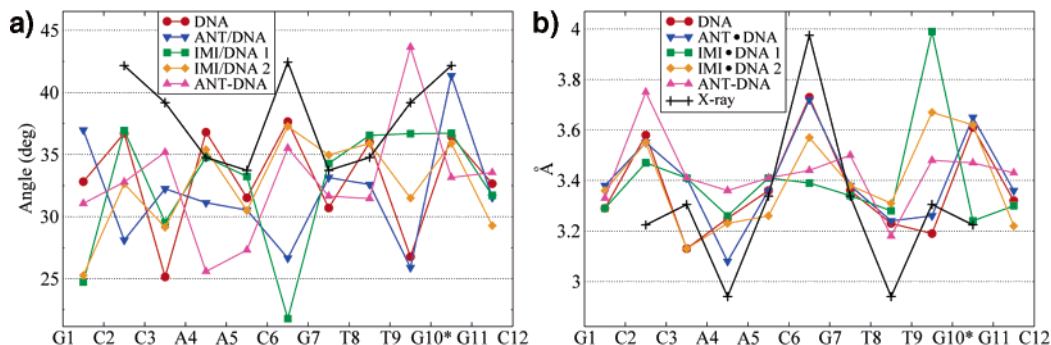 a)
Angle (deg)
45
40
35
30
25
DNA
ANT/DNA
IMI/DNA 1
IMI/DNA 2
ANT-DNA
G1 C2 C3 A4 A5 C6 G7 T8 T9 G10* G11 C12
b)
Å
4
3.8
3.6
3.4
3.2
3
DNA
ANT•DNA
IMI•DNA 1
IMI•DNA 2
ANT-DNA
X-ray
G1 C2 C3 A4 A5 C6 G7 T8 T9 G10* G11 C12